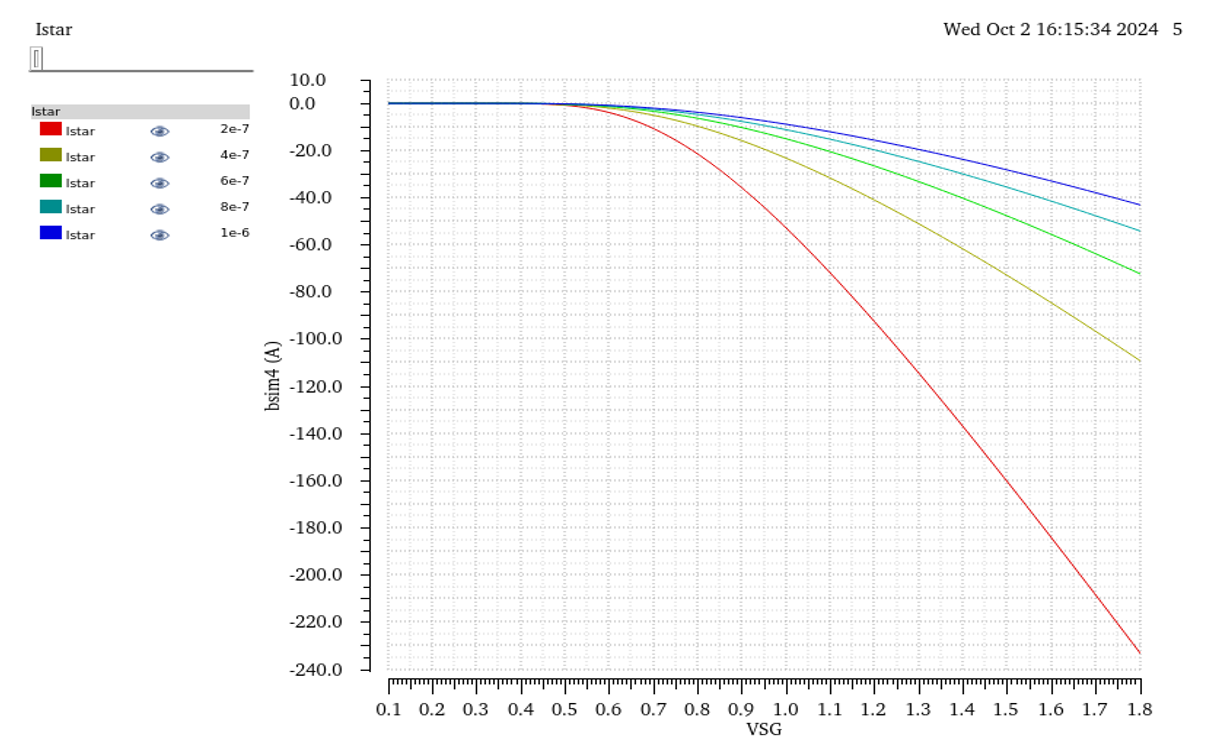 Istar
Wed Oct 2 16:15:34 2024 5
Istar
Istar 2e-7
Istar 4e-7
Istar 6e-7
Istar 8e-7
Istar 1e-6
bsim4 (A)
10.0
0.0
-20.0
-40.0
-60.0
-80.0
-100.0
-120.0
-140.0
-160.0
-180.0
-200.0
-220.0
-240.0
0.1 0.2 0.3 0.4 0.5 0.6 0.7 0.8 0.9 1.0 1.1 1.2 1.3 1.4 1.5 1.6 1.7 1.8
VSG